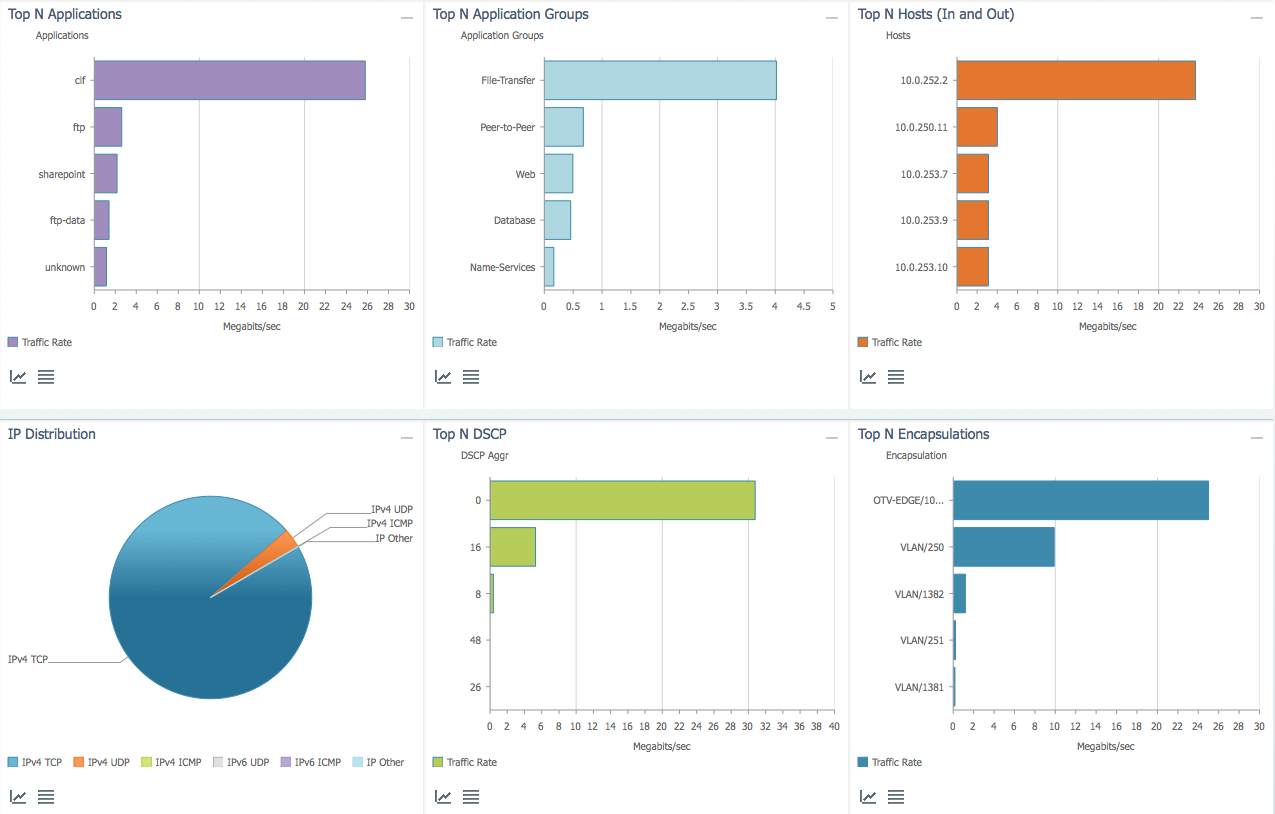 Top N Applications
Applications
cif
ftp
sharepoint
ftp-data
unknown
0 2 4 6 8 10 12 14 16 18 20 22 24 26 28 30
Megabits/sec
Traffic Rate
Top N Application Groups
Application Groups
File-Transfer
Peer-to-Peer
Web
Database
Name-Services
0 0.5 1 1.5 2 2.5 3 3.5 4 4.5 5
Megabits/sec
Traffic Rate
Top N Hosts (In and Out)
Hosts
10.0.252.2
10.0.250.11
10.0.253.7
10.0.253.9
10.0.253.10
0 2 4 6 8 10 12 14 16 18 20 22 24 26 28 30
Megabits/sec
Traffic Rate
IP Distribution
IPv4 UDP
IPv4 ICMP
IP Other
IPv4 TCP
IPv4 TCP IPv4 UDP IPv4 ICMP IPv6 UDP IPv6 ICMP IP Other
Top N DSCP
DSCP Aggr
0
16
8
48
26
0 2 4 6 8 10 12 14 16 18 20 22 24 26 28 30 32 34 36 38 40
Megabits/sec
Traffic Rate
Top N Encapsulations
Encapsulation
OTV-EDGE/10...
VLAN/250
VLAN/1382
VLAN/251
VLAN/1381
0 2 4 6 8 10 12 14 16 18 20 22 24 26 28 30
Megabits/sec
Traffic Rate